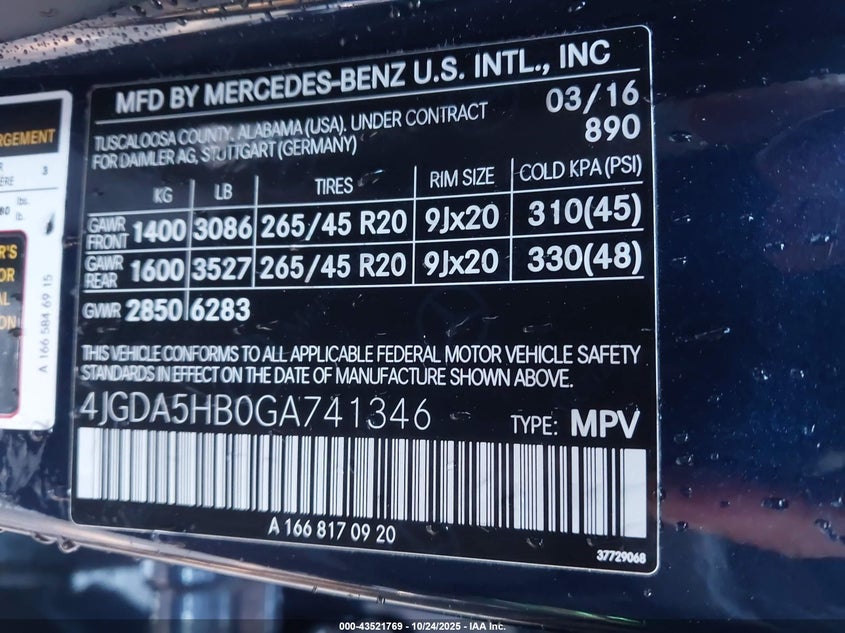 MFD BY MERCEDES-BENZ U.S. INTL., INC
TUSCALOOSA COUNTY, ALABAMA (USA). UNDER CONTRACT 03/16
FOR DAIMLER AG, STUTTGART (GERMANY) 890
KG LB TIRES RIM SIZE COLD KPA (PSI)
GAWR FRONT 1400 3086 265/45 R20 9Jx20 310(45)
GAWR REAR 1600 3527 265/45 R20 9Jx20 330(48)
GVWR 2850 6283
THIS VEHICLE CONFORMS TO ALL APPLICABLE FEDERAL MOTOR VEHICLE SAFETY
STANDARDS IN EFFECT ON THE DATE OF MANUFACTURE SHOWN ABOVE.
4JGDA5HB0GA741346 TYPE: MPV
A 166 817 09 20
37729068
3
lbs.
lb.
A 166 584 69 15
000-43521769 - 10/24/2025 - IAA Inc.